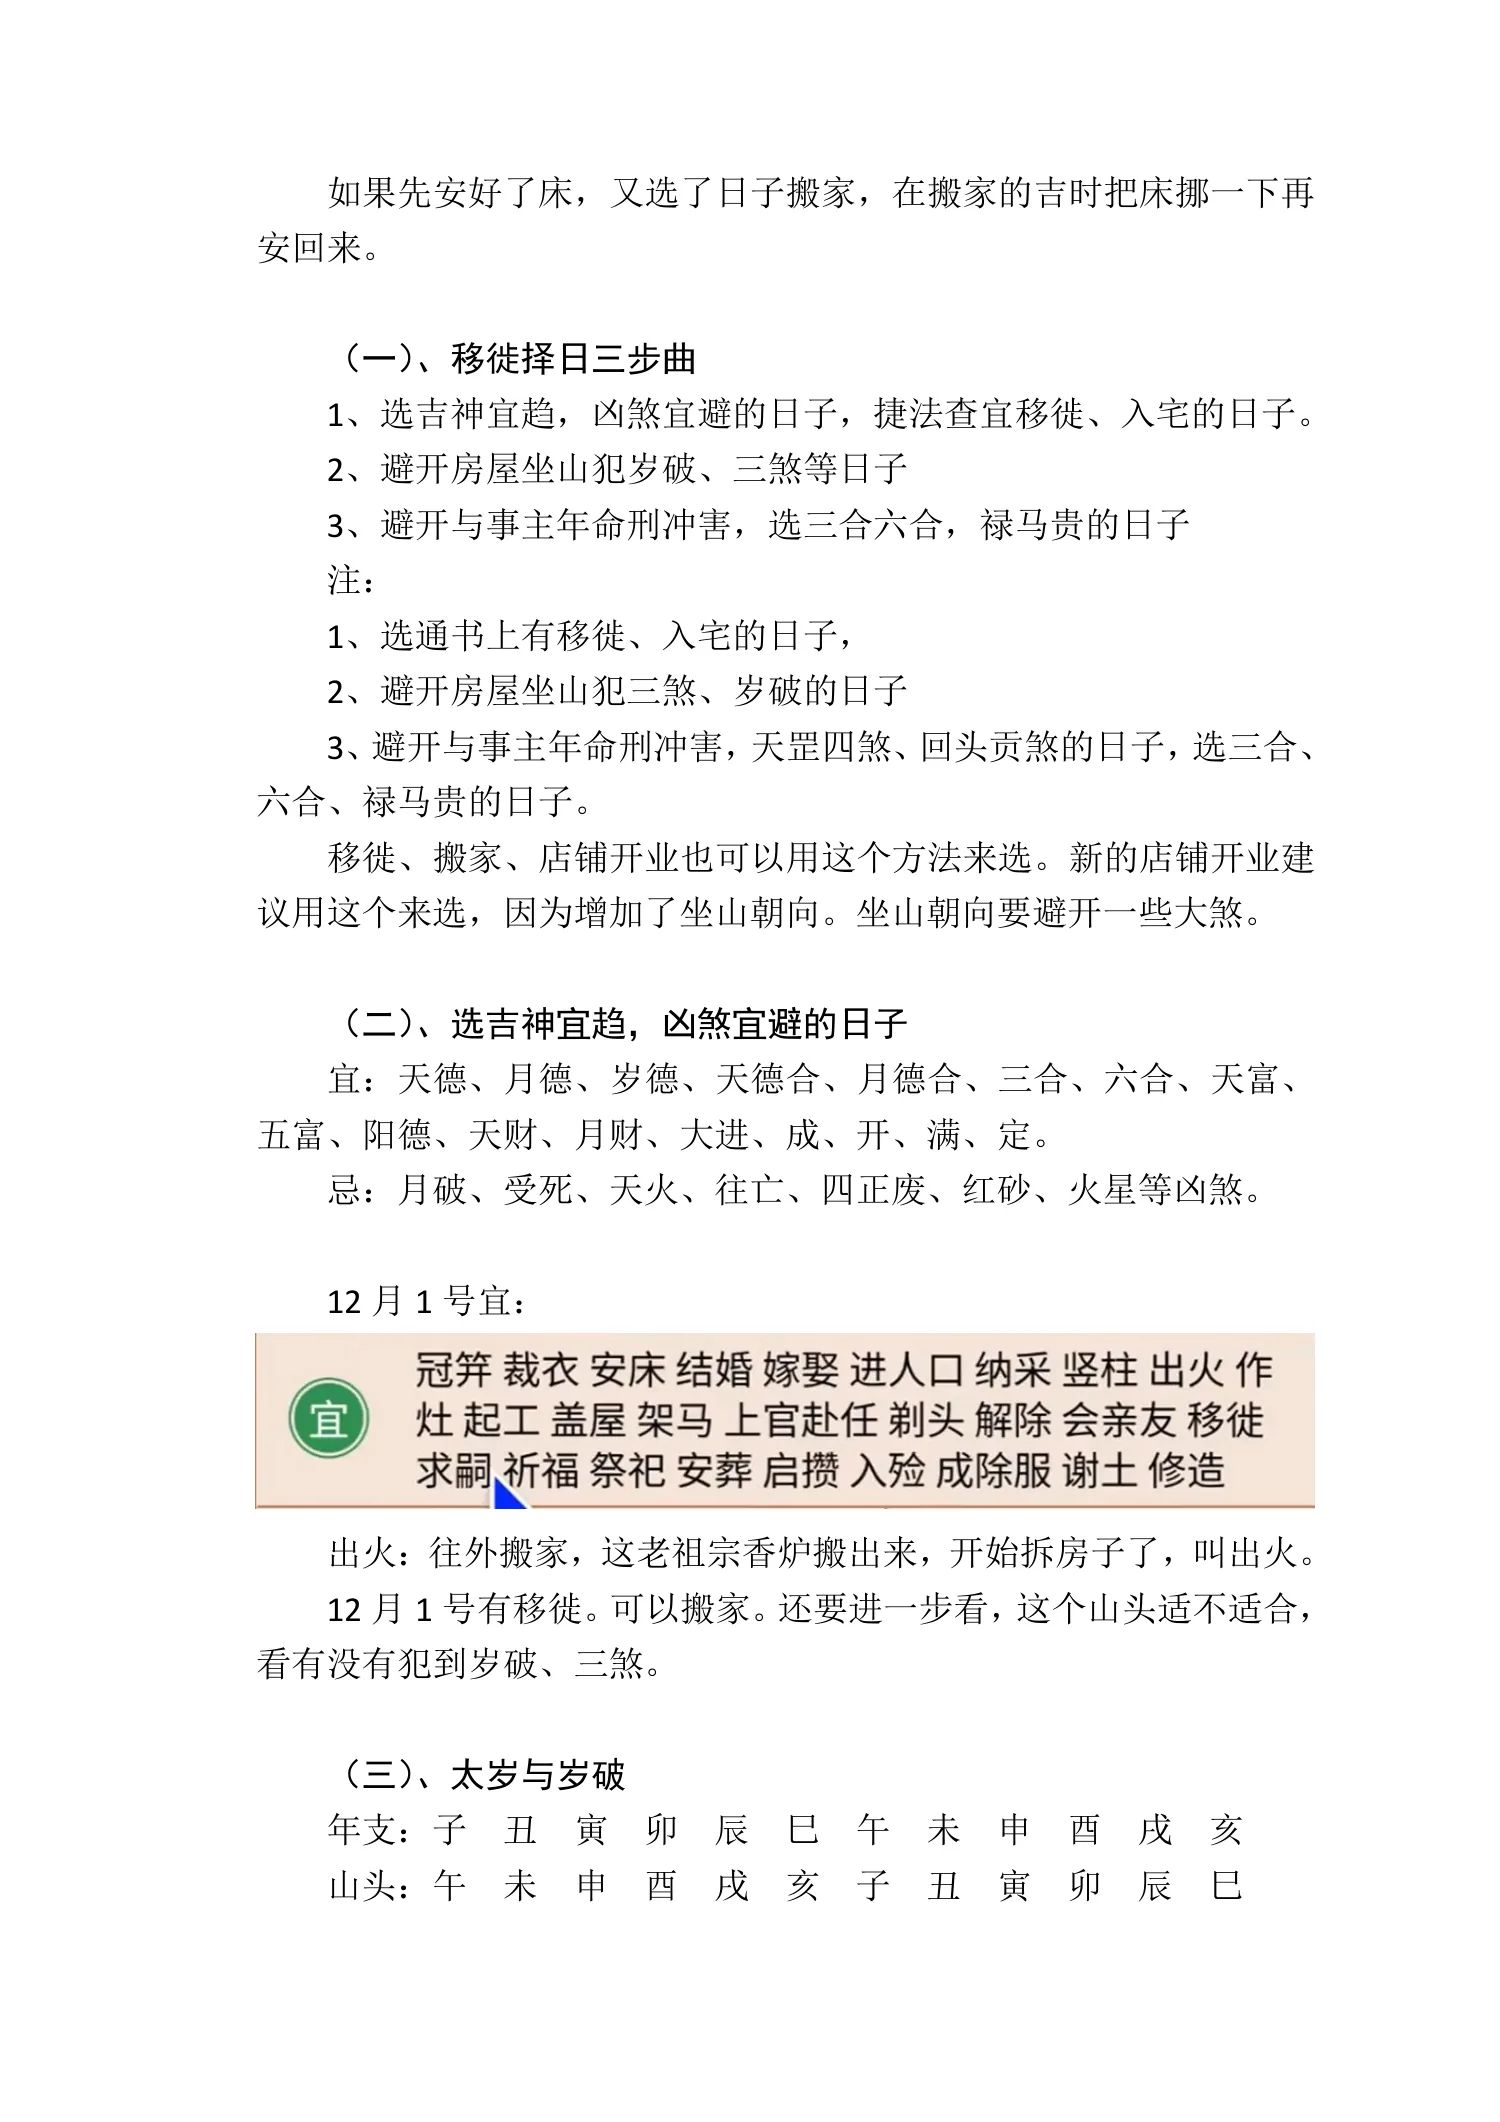 如果先安好了床，又选了日子搬家，在搬家的吉时把床挪一下再
安回来。
（一）、移徙择日三步曲
1、选吉神宜趋，凶煞宜避的日子，捷法查宜移徙、入宅的日子。
2、避开房屋坐山犯岁破、三煞等日子
3、避开与事主年命刑冲害，选三合六合，禄马贵的日子
注：
1、选通书上有移徙、入宅的日子，
2、避开房屋坐山犯三煞、岁破的日子
3、避开与事主年命刑冲害，天罡四煞、回头贡煞的日子，选三合、
六合、禄马贵的日子。
移徙、搬家、店铺开业也可以用这个方法来选。新的店铺开业建
议用这个来选，因为增加了坐山朝向。坐山朝向要避开一些大煞。
（二）、选吉神宜趋，凶煞宜避的日子
宜：天德、月德、岁德、天德合、月德合、三合、六合、天富、
五富、阳德、天财、月财、大进、成、开、满、定。
忌：月破、受死、天火、往亡、四正废、红砂、火星等凶煞。
12 月 1 号宜：
冠笄 裁衣 安床 结婚 嫁娶 进人口 纳采 竖柱 出火 作
宜 灶 起工 盖屋 架马 上官赴任 剃头 解除 会亲友 移徙
求嗣 祈福 祭祀 安葬 启攒 入殓 成除服 谢土 修造
出火：往外搬家，这老祖宗香炉搬出来，开始拆房子了，叫出火。
12 月 1 号有移徙。可以搬家。还要进一步看，这个山头适不适合，
看有没有犯到岁破、三煞。
（三）、太岁与岁破
年支：子 丑 寅 卯 辰 巳 午 未 申 酉 戌 亥
山头：午 未 申 酉 戌 亥 子 丑 寅 卯 辰 巳